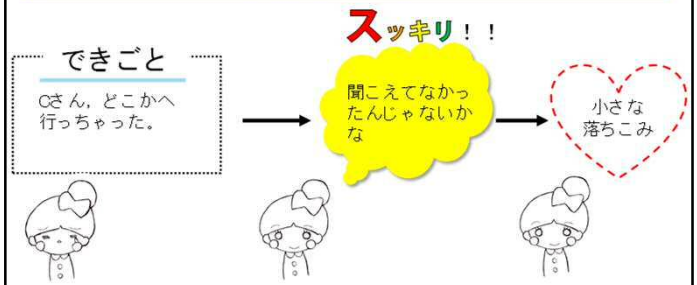 スッキリ！！
できごと
Cさん，どこかへ
行っちゃった。
聞こえてなかっ
たんじゃないか
な
小さな
落ちこみ